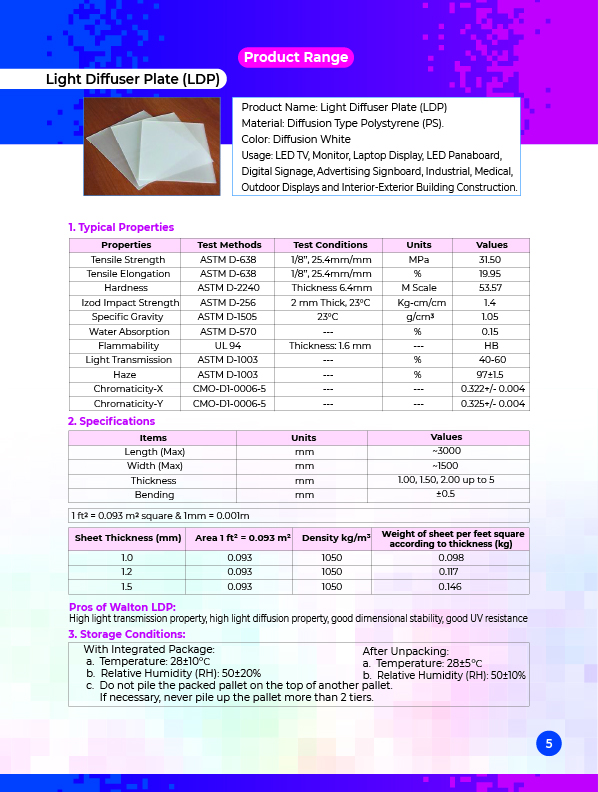 Product Range
Light Diffuser Plate (LDP)
Product Name: Light Diffuser Plate (LDP)
Material: Diffusion Type Polystyrene (PS).
Color: Diffusion White
Usage: LED TV, Monitor, Laptop Display, LED Panaboard,
Digital Signage, Advertising Signboard, Industrial, Medical,
Outdoor Displays and Interior-Exterior Building Construction.
1. Typical Properties
Properties Test Methods Test Conditions Units Values
Tensile Strength ASTM D-638 1/8", 25.4mm/mm MPa 31.50
Tensile Elongation ASTM D-638 1/8", 25.4mm/mm % 19.95
Hardness ASTM D-2240 Thickness 6.4mm M Scale 53.57
Izod Impact Strength ASTM D-256 2 mm Thick, 23°C Kg-cm/cm 1.4
Specific Gravity ASTM D-1505 23°C g/cm³ 1.05
Water Absorption ASTM D-570 --- % 0.15
Flammability UL 94 Thickness: 1.6 mm --- HB
Light Transmission ASTM D-1003 --- % 40-60
Haze ASTM D-1003 --- % 97±1.5
Chromaticity-X CMO-D1-0006-5 --- --- 0.322+/- 0.004
Chromaticity-Y CMO-D1-0006-5 --- --- 0.325+/- 0.004
2. Specifications
Items Units Values
Length (Max) mm ~3000
Width (Max) mm ~1500
Thickness mm 1.00, 1.50, 2.00 up to 5
Bending mm ±0.5
1 ft² = 0.093 m² square & 1mm = 0.001m
Sheet Thickness (mm) Area 1 ft² = 0.093 m² Density kg/m³ Weight of sheet per feet square
according to thickness (kg)
1.0 0.093 1050 0.098
1.2 0.093 1050 0.117
1.5 0.093 1050 0.146
Pros of Walton LDP:
High light transmission property, high light diffusion property, good dimensional stability, good UV resistance
3. Storage Conditions:
With Integrated Package:
a. Temperature: 28±10°C
b. Relative Humidity (RH): 50±20%
c. Do not pile the packed pallet on the top of another pallet.
If necessary, never pile up the pallet more than 2 tiers.
After Unpacking:
a. Temperature: 28±5°C
b. Relative Humidity (RH): 50±10%
5